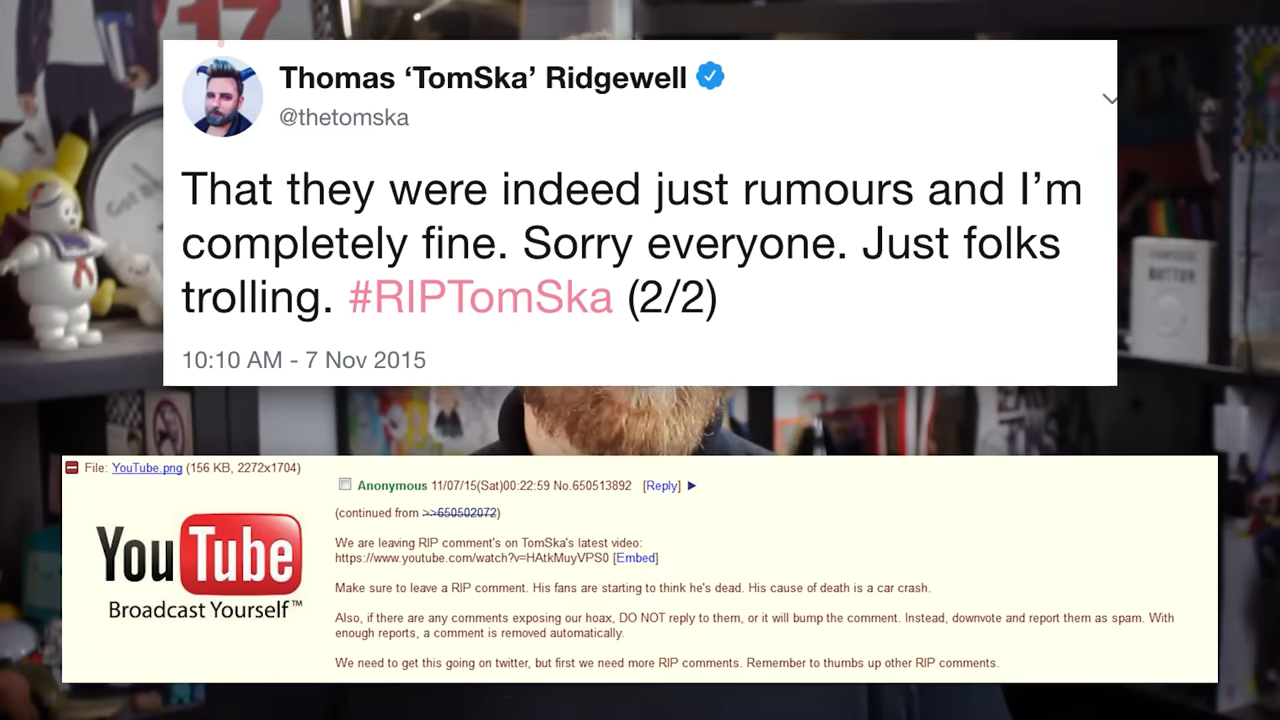 17
Thomas ‘TomSka’ Ridgewell
@thetomska
That they were indeed just rumours and I’m
completely fine. Sorry everyone. Just folks
trolling. #RIPTomSka (2/2)
10:10 AM - 7 Nov 2015
BUTTON
File: YouTube.png (156 KB, 2272x1704)
Anonymous 11/07/15(Sat)00:22:59 No.650513892 [Reply] ▶
(continued from >>650502072)
We are leaving RIP comment's on TomSka's latest video:
https://www.youtube.com/watch?v=HAtkMuyVPS0 [Embed]
Make sure to leave a RIP comment. His fans are starting to think he's dead. His cause of death is a car crash.
Also, if there are any comments exposing our hoax, DO NOT reply to them, or it will bump the comment. Instead, downvote and report them as spam. With
enough reports, a comment is removed automatically.
We need to get this going on twitter, but first we need more RIP comments. Remember to thumbs up other RIP comments.
YouTube
Broadcast Yourself™